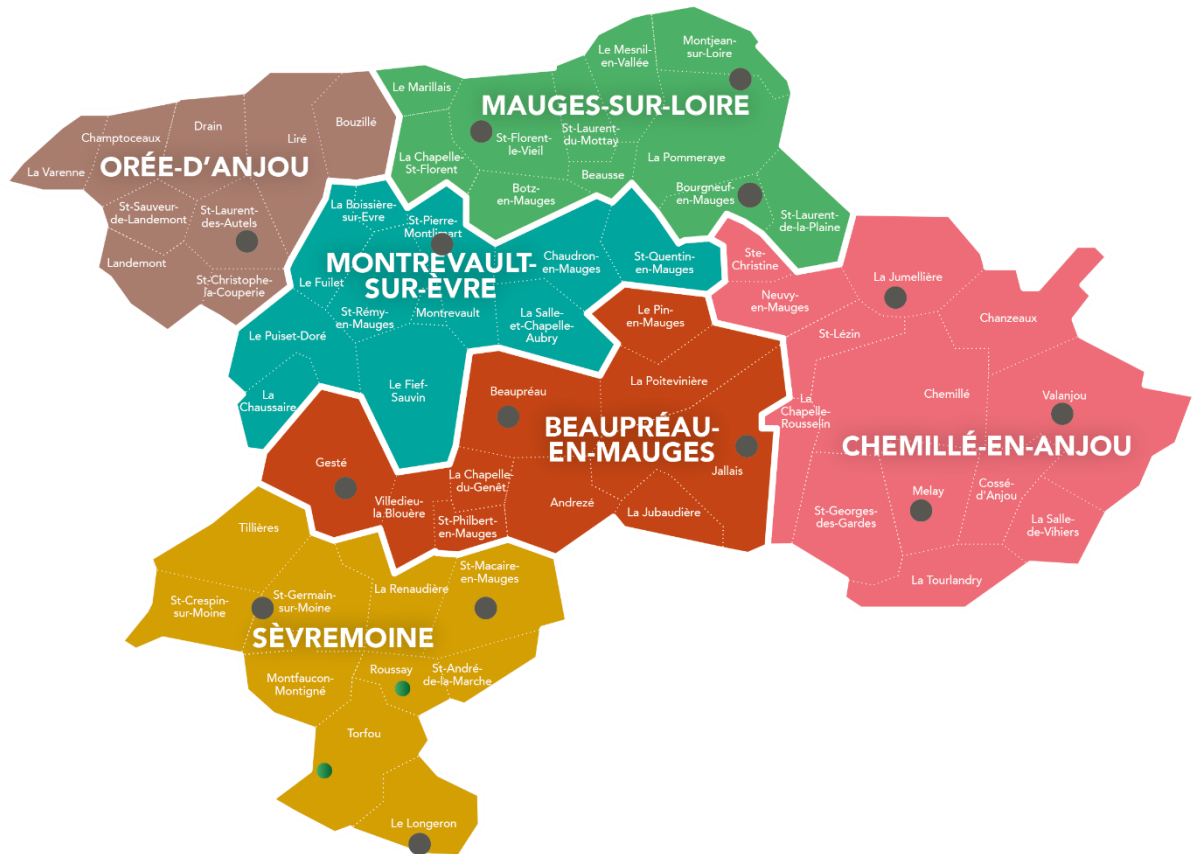 Montjean-
sur-Loire
Le Mesnil-
en-Vallée
Le Marillais
MAUGES-SUR-LOIRE
St-Florent-
le-Vieil
St-Laurent-
du-Mottay
La Chapelle-
St-Florent
La Pommeraye
Beausse
Botz-
en-Mauges
Bourgneuf-
en-Mauges
St-Laurent-
de-la-Plaine
Bouzillé
Drain
Liré
Champtoceaux
La Varenne
ORÉE-D'ANJOU
St-Sauveur-
de-Landemont
St-Laurent-
des-Autels
Landemont
St-Christophe-
la-Couperie
La Boissière-
sur-Evre
St-Pierre-
Montlimart
MONTREVAULT-
SUR-ÈVRE
Chaudron-
en-Mauges
St-Quentin-
en-Mauges
Le Fuilet
St-Rémy-
en-Mauges
Montrevault
La Salle-
et-Chapelle-
Aubry
Le Puiset-Doré
La
Chaussaire
Le Fief-
Sauvin
Ste-
Christine
Neuvy-
en-Mauges
La Jumellière
Chanzeaux
St-Lézin
Chemillé
Valanjou
La
Chapelle-
Rousselin
CHEMILLÉ-EN-ANJOU
Melay
Cossé-
d'Anjou
St-Georges-
des-Gardes
La Salle-
de-Vihiers
La Tourlandry
Le Pin-
en-Mauges
La Poitevinière
Beaupréau
BEAUPRÉAU-
EN-MAUGES
Jallais
Gesté
La Chapelle-
du-Genêt
Villedieu-
la-Blouère
Andrezé
La Jubaudière
St-Philbert-
en-Mauges
Tillières
St-Macaire-
en-Mauges
La Renaudière
St-Crespin-
sur-Moine
St-Germain-
sur-Moine
SÈVREMOINE
Roussay
St-André-
de-la-Marche
Montfaucon-
Montigné
Torfou
Le Longeron